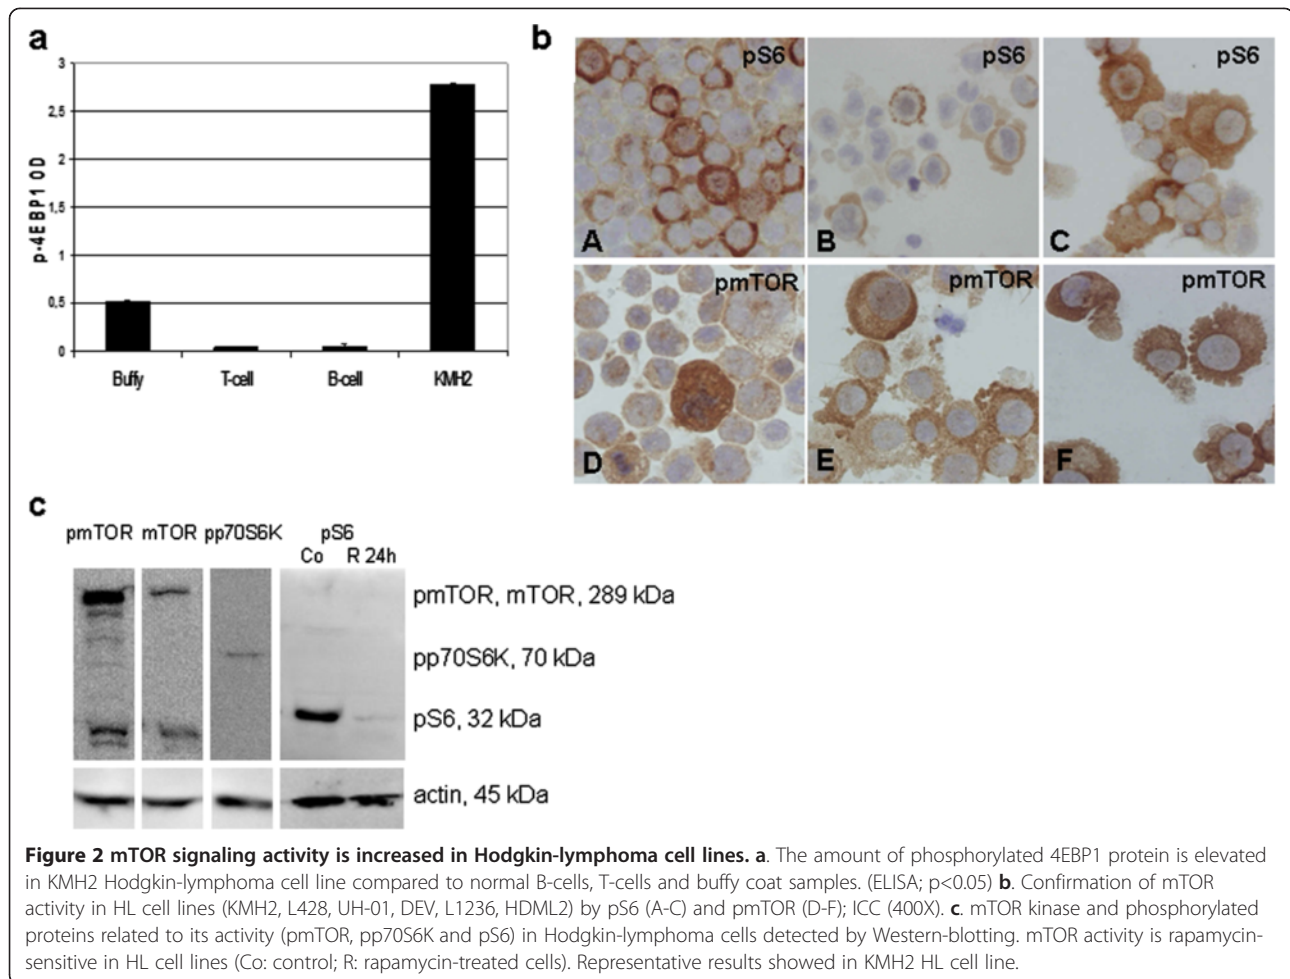 a
3
2,5
2
1,5
1
0,5
0
p-4EBP1 OD
Buffy T-cell B-cell KMH2
b
pS6 pS6 pS6
A B C
pmTOR pmTOR pmTOR
D E F
c
pmTOR mTOR pp70S6K pS6
Co R 24h
pmTOR, mTOR, 289 kDa
pp70S6K, 70 kDa
pS6, 32 kDa
actin, 45 kDa
Figure 2 mTOR signaling activity is increased in Hodgkin-lymphoma cell lines. a. The amount of phosphorylated 4EBP1 protein is elevated
in KMH2 Hodgkin-lymphoma cell line compared to normal B-cells, T-cells and buffy coat samples. (ELISA; p<0.05) b. Confirmation of mTOR
activity in HL cell lines (KMH2, L428, UH-01, DEV, L1236, HDML2) by pS6 (A-C) and pmTOR (D-F); ICC (400X). c. mTOR kinase and phosphorylated
proteins related to its activity (pmTOR, pp70S6K and pS6) in Hodgkin-lymphoma cells detected by Western-blotting. mTOR activity is rapamycin-
sensitive in HL cell lines (Co: control; R: rapamycin-treated cells). Representative results showed in KMH2 HL cell line.